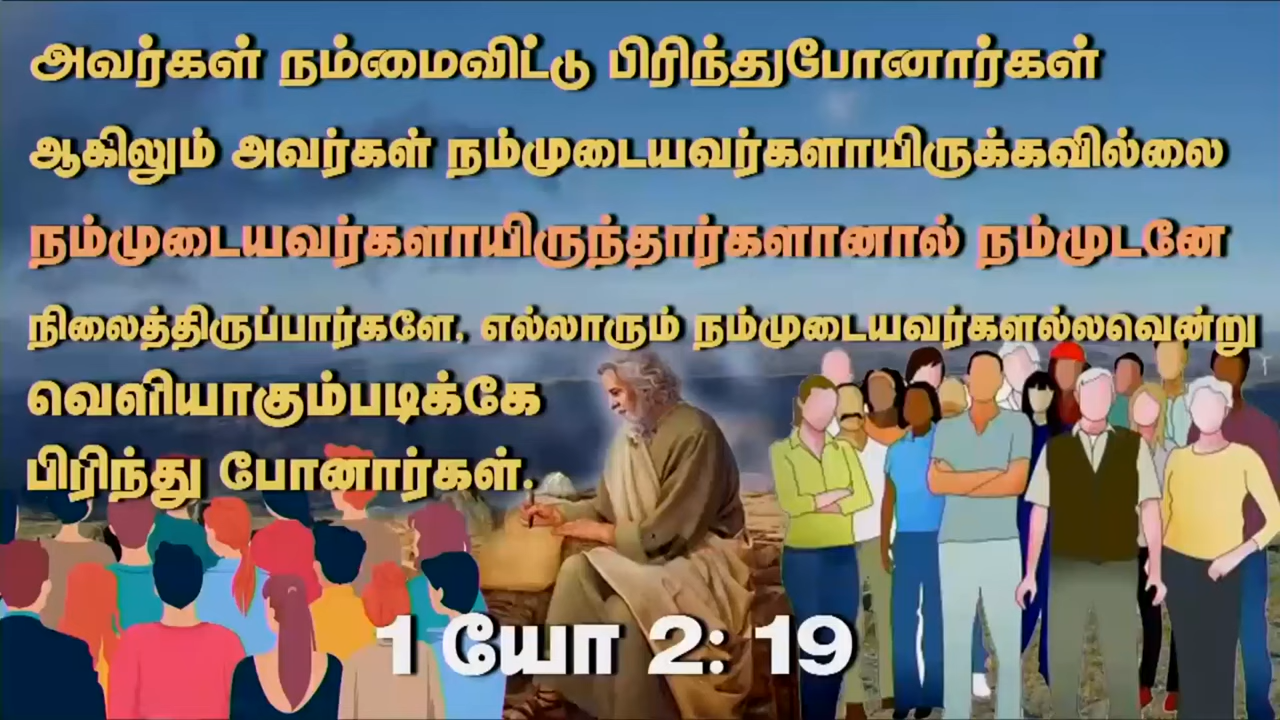 அவர்கள் நம்மைவிட்டு பிரிந்துபோனார்கள்
ஆகிலும் அவர்கள் நம்முடையவர்களாயிருக்கவில்லை
நம்முடையவர்களாயிருந்தார்களானால் நம்முடனே
நிலைத்திருப்பார்களே, எல்லாரும் நம்முடையவர்களல்லவென்று
வெளியாகும்படிக்கே
பிரிந்து போனார்கள்.
1 யோ 2: 19